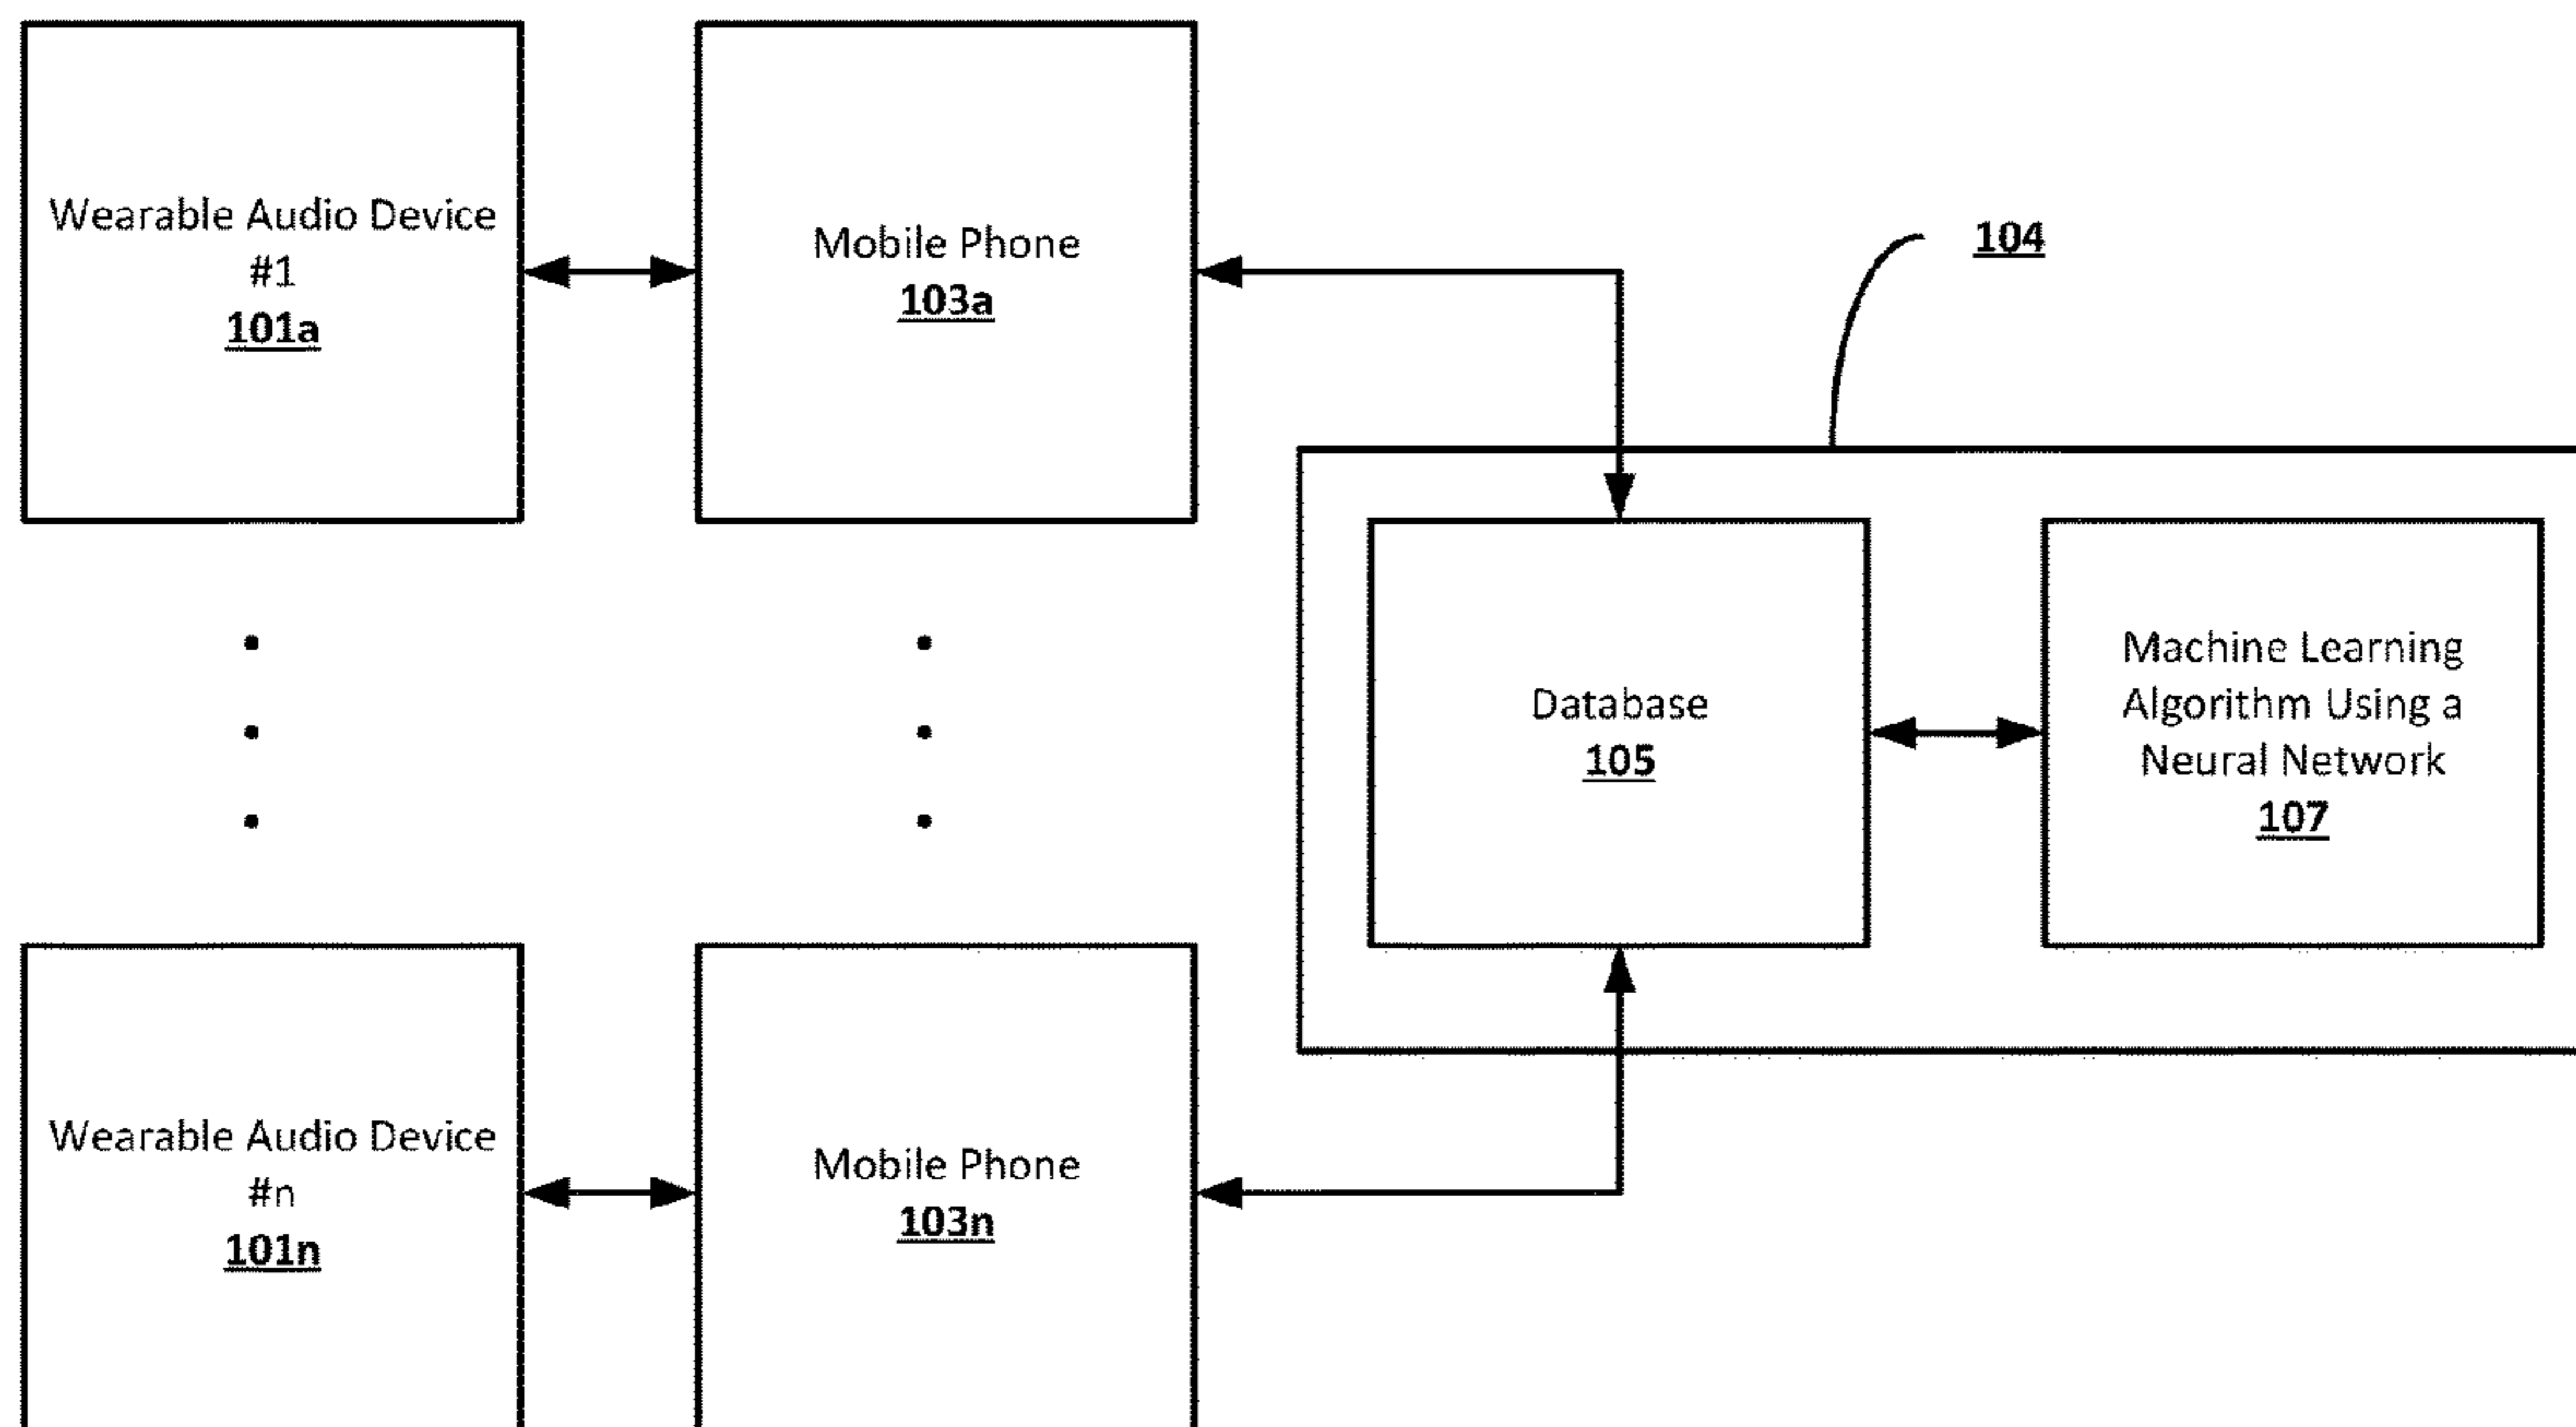 Wearable Audio Device
#1
101a
Mobile Phone
103a
104
Database
105
Machine Learning
Algorithm Using a
Neural Network
107
Wearable Audio Device
#n
101n
Mobile Phone
103n